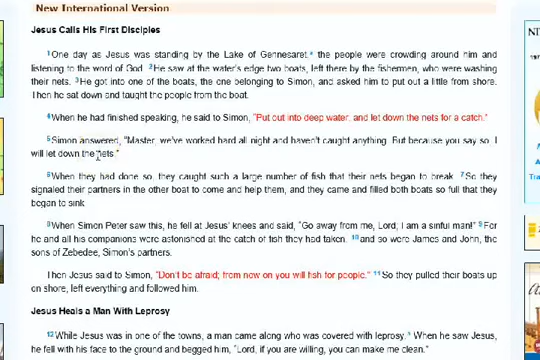 New International Version
NI
Jesus Calls His First Disciples
1One day as Jesus was standing by the Lake of Gennesaret,a the people were crowding around him and
listening to the word of God. 2He saw at the water's edge two boats, left there by the fishermen, who were washing
their nets. 3He got into one of the boats, the one belonging to Simon, and asked him to put out a little from shore.
Then he sat down and taught the people from the boat.
4When he had finished speaking, he said to Simon, "Put out into deep water, and let down the nets for a catch."
5Simon answered, "Master, we've worked hard all night and haven't caught anything. But because you say so, I
will let down the nets."
Tra
6When they had done so, they caught such a large number of fish that their nets began to break. 7So they
signaled their partners in the other boat to come and help them, and they came and filled both boats so full that they
began to sink.
8When Simon Peter saw this, he fell at Jesus' knees and said, "Go away from me, Lord; I am a sinful man!" 9For
he and all his companions were astonished at the catch of fish they had taken, 10and so were James and John, the
sons of Zebedee, Simon's partners.
Then Jesus said to Simon, "Don't be afraid; from now on you will fish for people." 11So they pulled their boats up
on shore, left everything and followed him.
Jesus Heals a Man With Leprosy
12While Jesus was in one of the towns, a man came along who was covered with leprosy.b When he saw Jesus,
he fell with his face to the ground and begged him, "Lord, if you are willing, you can make me clean."